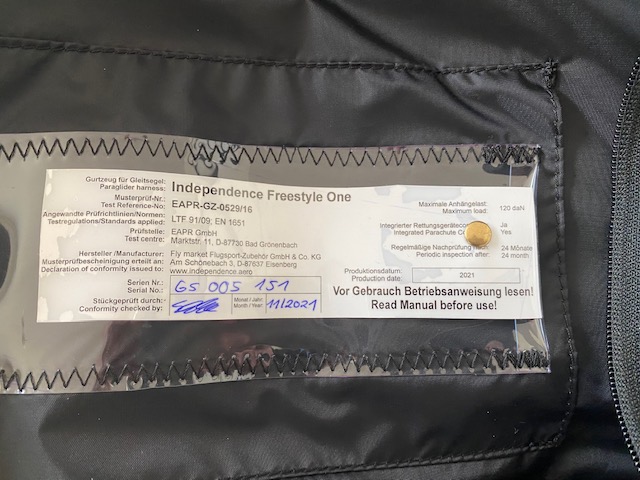 Gurtzeug für Gleitsegel:
Paraglider harness:
Independence Freestyle One
Musterprüf-Nr.:
Test Reference-No.:
EAPR-GZ-0529/16
Angewandte Prüfrichtlinien/Normen:
Testregulations/Standards applied:
LTF 91/09; EN 1651
Prüfstelle:
Test centre:
EAPR GmbH
Marktstr. 11, D-87730 Bad Grönenbach
Hersteller / Manufacturer:
Musterprüfbescheinigung erteilt an:
Declaration of conformity issued to:
Fly market Flugsport-Zubehör GmbH & Co. KG
Am Schönebach 3, D-87637 Eisenberg
www.independence.aero
Serien Nr.:
Serial No.:
GS 005 151
Stückgeprüft durch:
Conformity checked by:
Monat / Jahr:
Month / Year:
11/2021
Maximale Anhängelast:
Maximum load:
120 daN
Integrierter
Integrated Parachute
Ja
Yes
Regelmäßige Nachprüfung
Periodic inspection after:
24 Monate
24 month
Produktionsdatum:
Production date:
2021
Vor Gebrauch Betriebsanweisung lesen!
Read Manual before use!